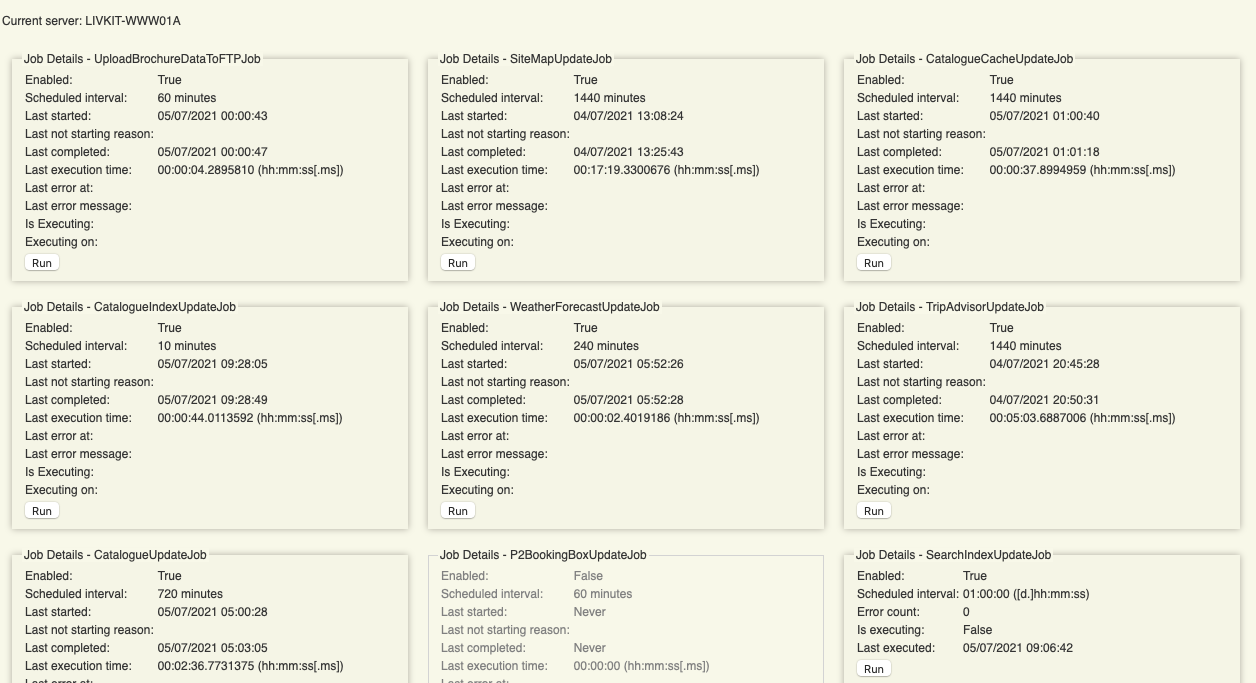 Current server: LIVKIT-WWW01A
Job Details - UploadBrochureDataToFTPJob
Enabled: True
Scheduled interval: 60 minutes
Last started: 05/07/2021 00:00:43
Last not starting reason:
Last completed: 05/07/2021 00:00:47
Last execution time: 00:00:04.2895810 (hh:mm:ss[.ms])
Last error at:
Last error message:
Is Executing:
Executing on:
Run
Job Details - SiteMapUpdateJob
Enabled: True
Scheduled interval: 1440 minutes
Last started: 04/07/2021 13:08:24
Last not starting reason:
Last completed: 04/07/2021 13:25:43
Last execution time: 00:17:19.3300676 (hh:mm:ss[.ms])
Last error at:
Last error message:
Is Executing:
Executing on:
Run
Job Details - CatalogueCacheUpdateJob
Enabled: True
Scheduled interval: 1440 minutes
Last started: 05/07/2021 01:00:40
Last not starting reason:
Last completed: 05/07/2021 01:01:18
Last execution time: 00:00:37.8994959 (hh:mm:ss[.ms])
Last error at:
Last error message:
Is Executing:
Executing on:
Run
Job Details - CatalogueIndexUpdateJob
Enabled: True
Scheduled interval: 10 minutes
Last started: 05/07/2021 09:28:05
Last not starting reason:
Last completed: 05/07/2021 09:28:49
Last execution time: 00:00:44.0113592 (hh:mm:ss[.ms])
Last error at:
Last error message:
Is Executing:
Executing on:
Run
Job Details - WeatherForecastUpdateJob
Enabled: True
Scheduled interval: 240 minutes
Last started: 05/07/2021 05:52:26
Last not starting reason:
Last completed: 05/07/2021 05:52:28
Last execution time: 00:00:02.4019186 (hh:mm:ss[.ms])
Last error at:
Last error message:
Is Executing:
Executing on:
Run
Job Details - TripAdvisorUpdateJob
Enabled: True
Scheduled interval: 1440 minutes
Last started: 04/07/2021 20:45:28
Last not starting reason:
Last completed: 04/07/2021 20:50:31
Last execution time: 00:05:03.6887006 (hh:mm:ss[.ms])
Last error at:
Last error message:
Is Executing:
Executing on:
Run
Job Details - CatalogueUpdateJob
Enabled: True
Scheduled interval: 720 minutes
Last started: 05/07/2021 05:00:28
Last not starting reason:
Last completed: 05/07/2021 05:03:05
Last execution time: 00:02:36.7731375 (hh:mm:ss[.ms])
Last error at:
Job Details - P2BookingBoxUpdateJob
Enabled: False
Scheduled interval: 60 minutes
Last started: Never
Last not starting reason:
Last completed: Never
Last execution time: 00:00:00 (hh:mm:ss[.ms])
Last error at:
Job Details - SearchIndexUpdateJob
Enabled: True
Scheduled interval: 01:00:00 ([d.]hh:mm:ss)
Error count: 0
Is executing: False
Last executed: 05/07/2021 09:06:42
Run